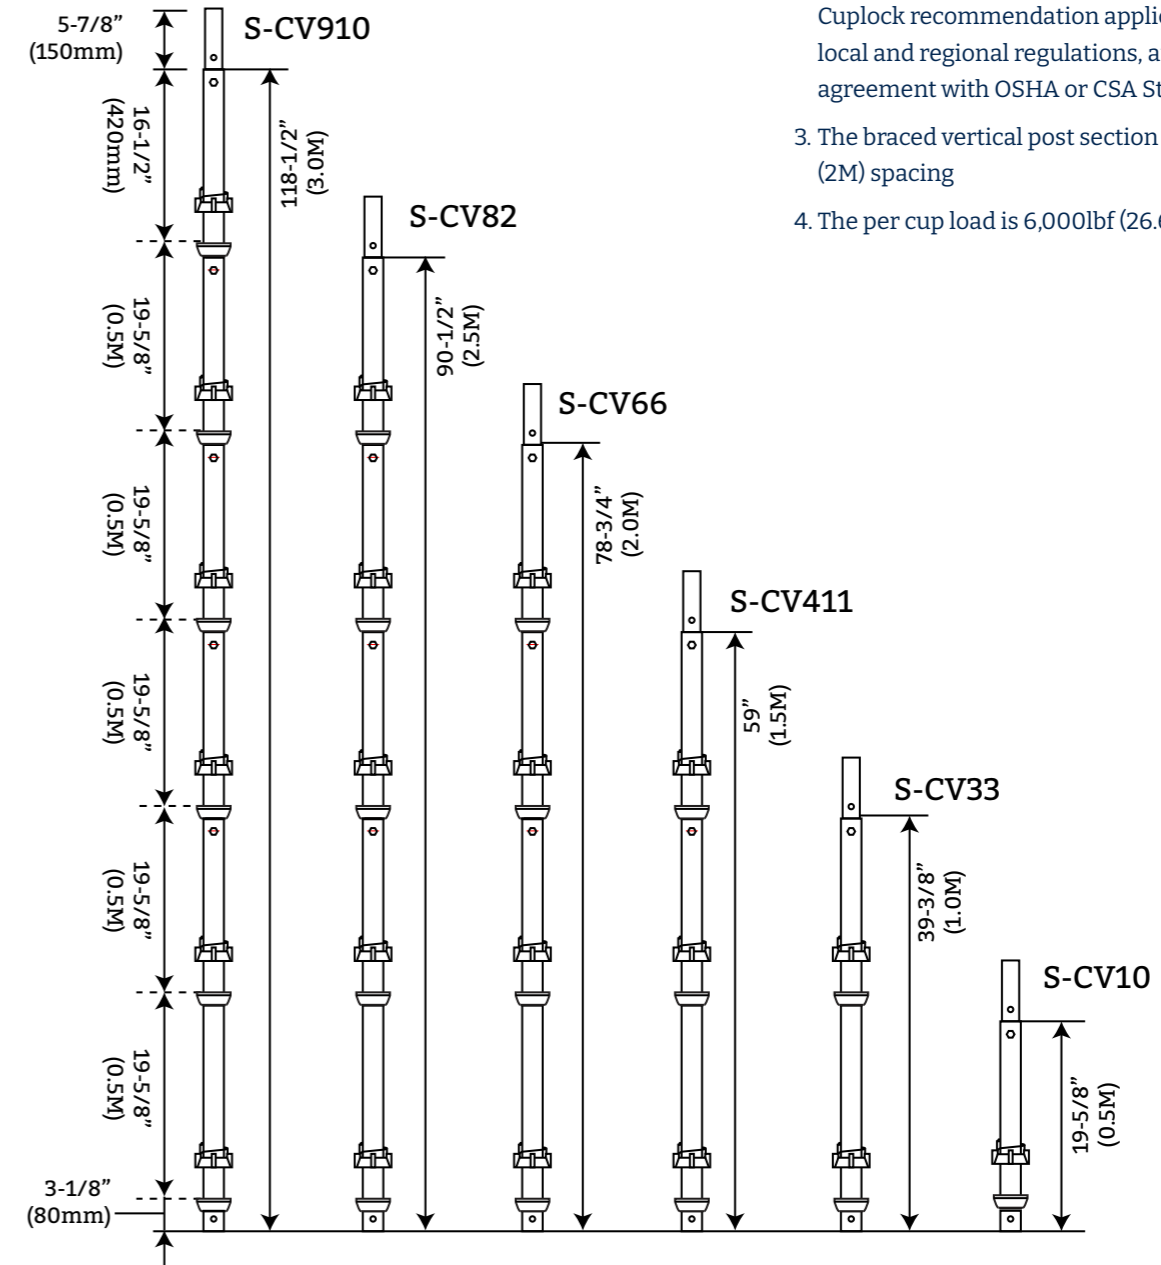 5-7/8”
(150mm)
S-CV910
16-1/2”
(420mm)
118-1/2”
(3.0M)
19-5/8”
(0.5M)
19-5/8”
(0.5M)
19-5/8”
(0.5M)
19-5/8”
(0.5M)
19-5/8”
(0.5M)
3-1/8”
(80mm)
S-CV82
90-1/2”
(2.5M)
S-CV66
78-3/4”
(2.0M)
S-CV411
59”
(1.5M)
S-CV33
39-3/8”
(1.0M)
S-CV10
19-5/8”
(0.5M)
Cuplock recommendation
local and regional regulations,
agreement with OSHA or CSA
3. The braced vertical post section
(2M) spacing
4. The per cup load is 6,000lbf